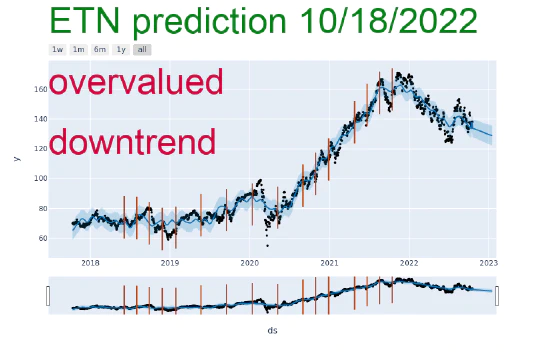 ETN prediction 10/18/2022
1w 1m 6m 1y all
overvalued
downtrend
160
140
120
100
80
60
y
2018 2019 2020 2021 2022 2023
ds